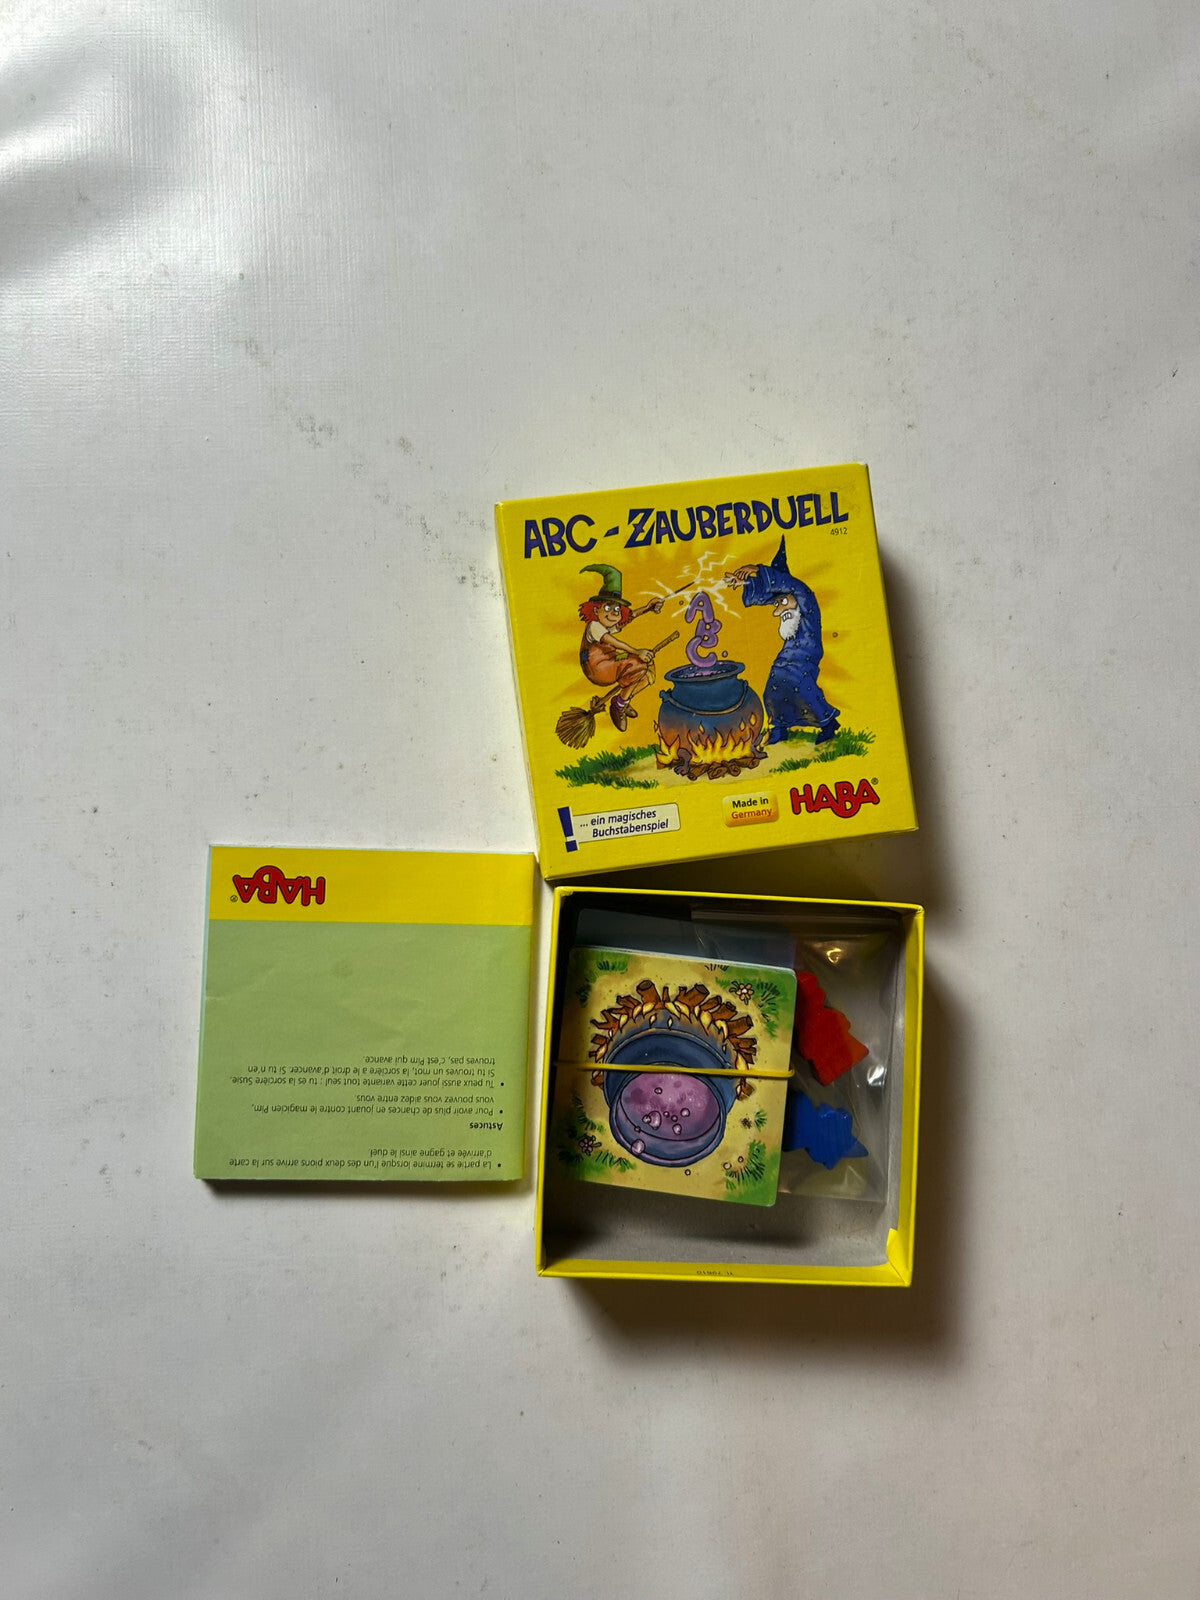 ABC - ZAUBERDUELL
4912
ABC
! ... ein magisches
Buchstabenspiel
Made in
Germany
HABA®
HABA®
• La partie se termine lorsque l'un des deux pions arrive sur la carte
d'arrivée et gagne ainsi le duel
Astuces
• Pour avoir plus de chances en jouant contre le magicien Pim,
vous pouvez vous aidez entre vous
• Tu peux aussi jouer cette variante tout seul : tu es la sorcière Susie.
Si tu trouves un mot, la sorcière a le droit d'avancer. Si tu n'en
trouves pas, c'est Pim qui avance.